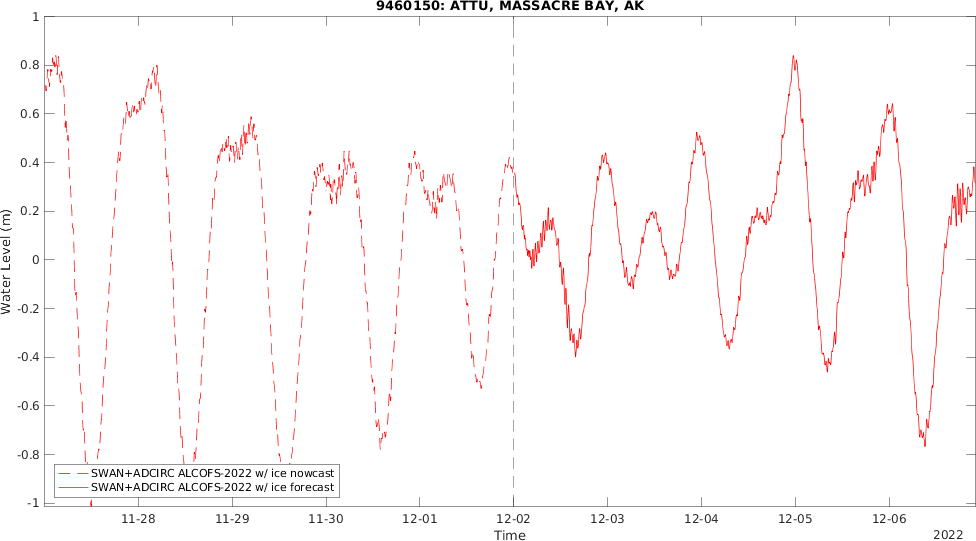 9460150: ATTU, MASSACRE BAY, AK
Water Level (m)
1
0.8
0.6
0.4
0.2
0
-0.2
-0.4
-0.6
-0.8
-1
SWAN+ADCIRC ALCOFS-2022 w/ ice nowcast
SWAN+ADCIRC ALCOFS-2022 w/ ice forecast
11-28 11-29 11-30 12-01 12-02 12-03 12-04 12-05 12-06
Time
2022